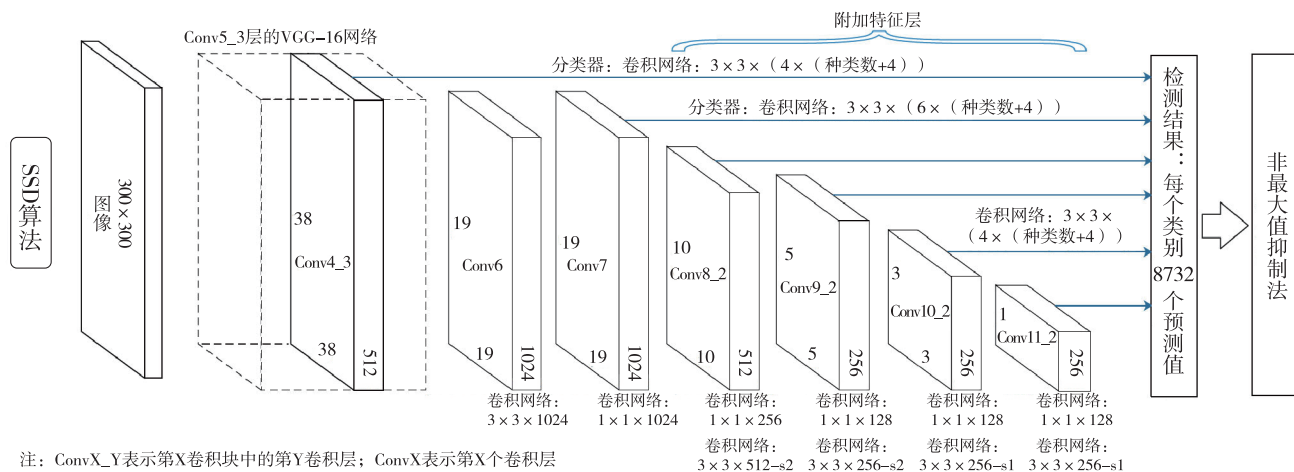 附加特征层
Conv5_3层的VGG-16网络
分类器：卷积网络：3×3×（4×（种类数+4））
分类器：卷积网络：3×3×（6×（种类数+4））
卷积网络：3×3×
（4×（种类数+4））
SSD算法
300×300
图像
38
Conv4_3
38
512
19
Conv6
19
1024
19
Conv7
19
1024
10
Conv8_2
10
512
5
Conv9_2
5
256
3
Conv10_2
3
256
1
Conv11_2
256
检测结果：每个类别8732个预测值
非最大值抑制法
卷积网络：
3×3×1024
卷积网络：
1×1×1024
卷积网络：
1×1×256
卷积网络：
1×1×128
卷积网络：
1×1×128
卷积网络：
1×1×128
卷积网络：
3×3×512-s2
卷积网络：
3×3×256-s2
卷积网络：
3×3×256-s1
卷积网络：
3×3×256-s1
注：ConvX_Y表示第X卷积块中的第Y卷积层；ConvX表示第X个卷积层